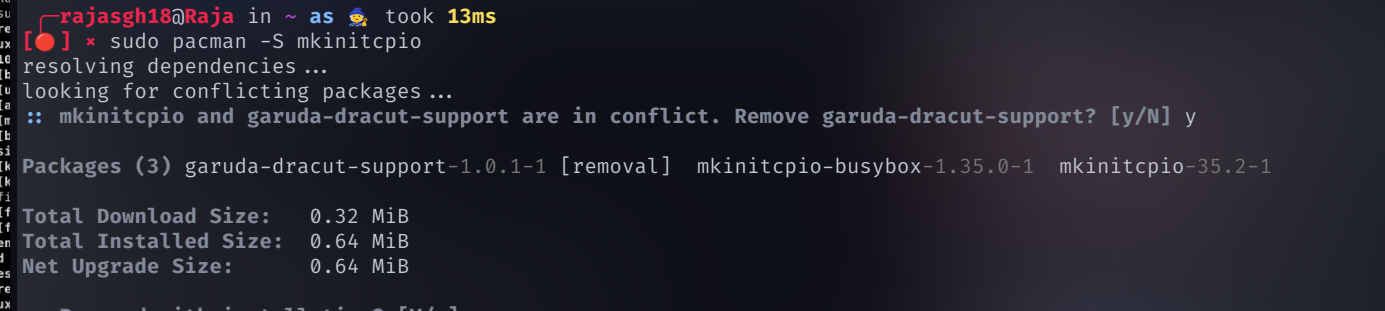 rajasgh18@Raja in ~ as 🧙 took 13ms
[🔴] × sudo pacman -S mkinitcpio
resolving dependencies...
looking for conflicting packages...
:: mkinitcpio and garuda-dracut-support are in conflict. Remove garuda-dracut-support? [y/N] y
Packages (3) garuda-dracut-support-1.0.1-1 [removal]  mkinitcpio-busybox-1.35.0-1  mkinitcpio-35.2-1
Total Download Size:   0.32 MiB
Total Installed Size:  0.64 MiB
Net Upgrade Size:      0.64 MiB